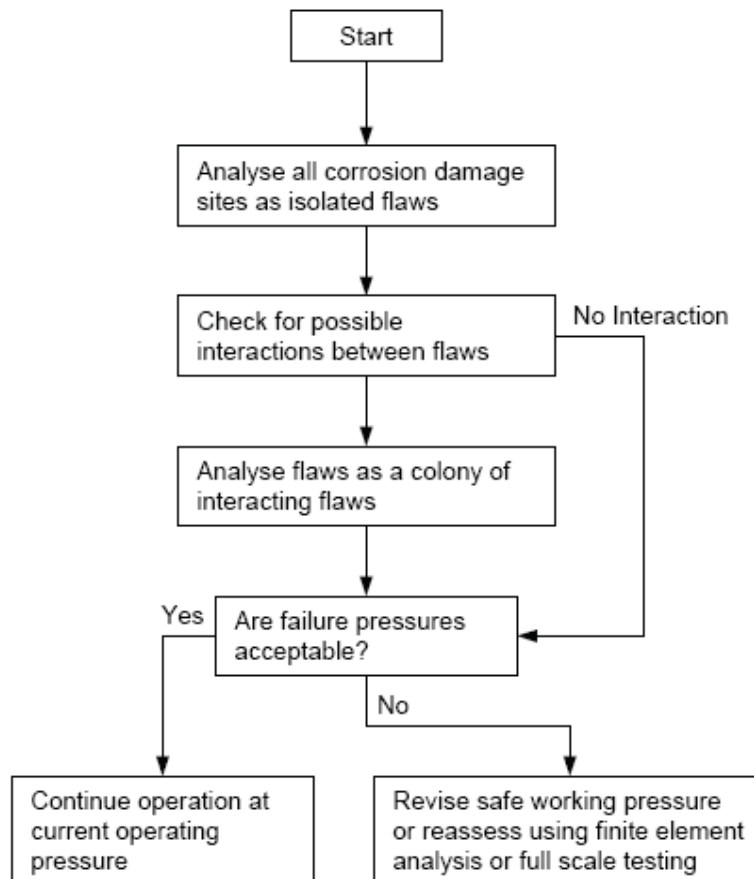 Start
Analyse all corrosion damage
sites as isolated flaws
Check for possible
interactions between flaws
No Interaction
Analyse flaws as a colony of
interacting flaws
Yes
Are failure pressures
acceptable?
No
Continue operation at
current operating
pressure
Revise safe working pressure
or reassess using finite element
analysis or full scale testing